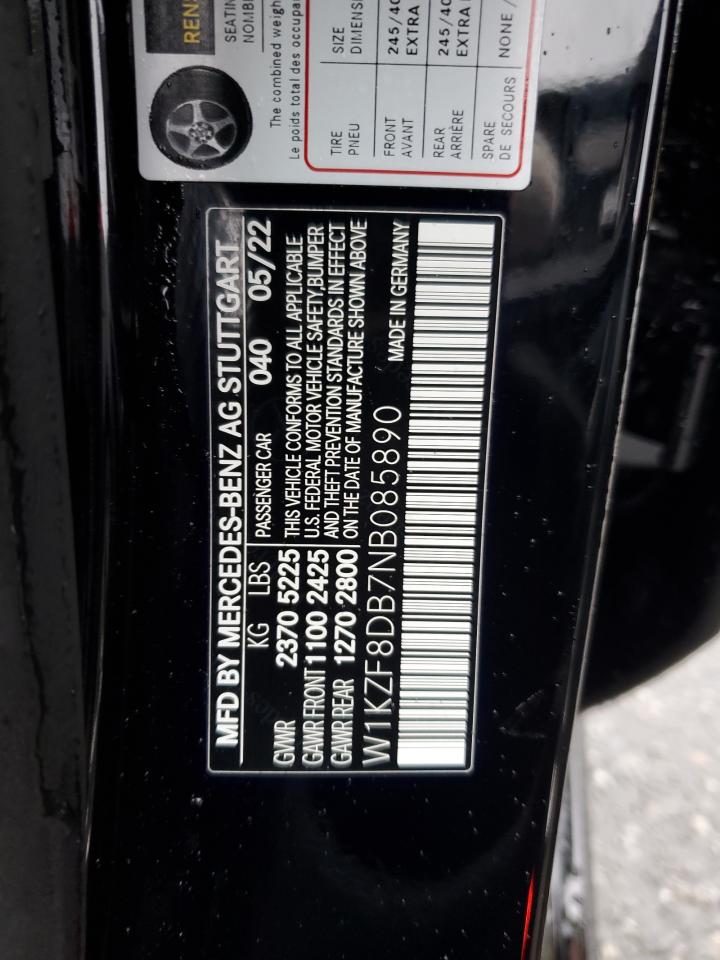 SEATIN
NOMB
The combined weigh
Le poids total des occupa
TIRE
PNEU
SIZE
DIMENS
FRONT
AVANT
245/40
EXTRA
REAR
ARRIÈRE
245/40
EXTRA
SPARE
DE SECOURS
NONE /
MFD BY MERCEDES-BENZ AG STUTTGART
KG LBS PASSENGER CAR 040 05/22
GVWR 2370 5225 THIS VEHICLE CONFORMS TO ALL APPLICABLE
GAWR FRONT 1100 2425 U.S. FEDERAL MOTOR VEHICLE SAFETY,BUMPER
AND THEFT PREVENTION STANDARDS IN EFFECT
GAWR REAR 1270 2800 ON THE DATE OF MANUFACTURE SHOWN ABOVE
W1KZF8DB7NB085890 MADE IN GERMANY